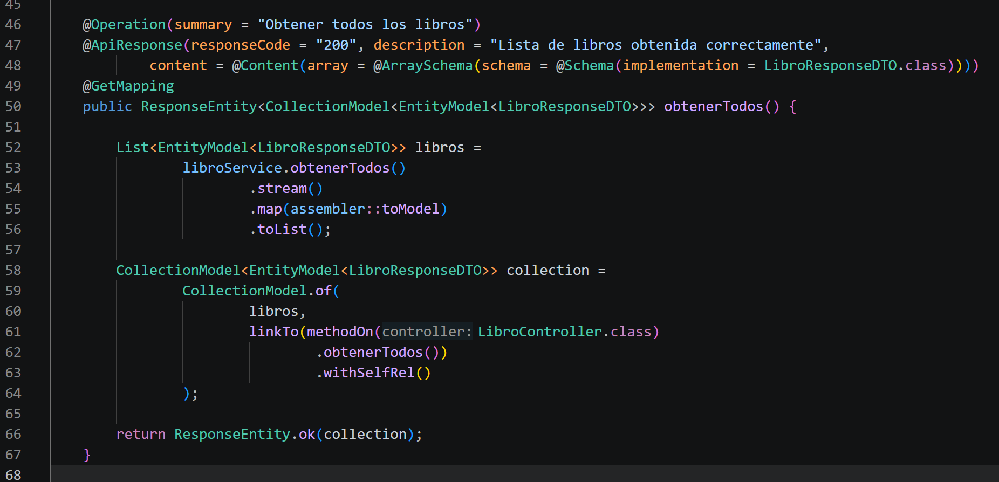 45
46 @Operation(summary = "Obtener todos los libros")
47 @ApiResponse(responseCode = "200", description = "Lista de libros obtenida correctamente",
48 content = @Content(array = @ArraySchema(schema = @Schema(implementation = LibroResponseDTO.class))))
49 @GetMapping
50 public ResponseEntity<CollectionModel<EntityModel<LibroResponseDTO>>> obtenerTodos() {
51
52 List<EntityModel<LibroResponseDTO>> libros =
53 libroService.obtenerTodos()
54 .stream()
55 .map(assembler::toModel)
56 .toList();
57
58 CollectionModel<EntityModel<LibroResponseDTO>> collection =
59 CollectionModel.of(
60 libros,
61 linkTo(methodOn(controller: LibroController.class)
62 .obtenerTodos())
63 .withSelfRel()
64 );
65
66 return ResponseEntity.ok(collection);
67 }
68